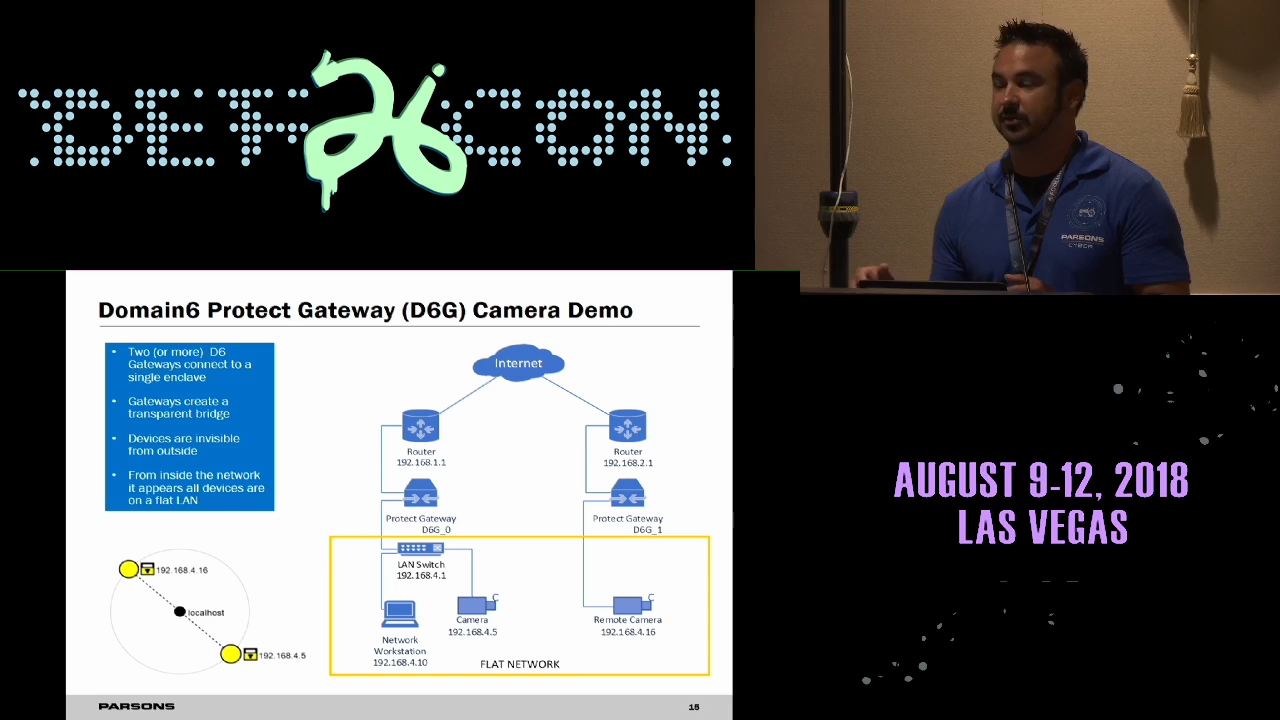 DEF CON
26
PARSONS
CYBER
Domain6 Protect Gateway (D6G) Camera Demo
• Two (or more) D6
Gateways connect to a
single enclave
• Gateways create a
transparent bridge
• Devices are invisible
from outside
• From inside the network
it appears all devices are
on a flat LAN
Internet
Router
192.168.1.1
Router
192.168.2.1
Protect Gateway
D6G_0
Protect Gateway
D6G_1
LAN Switch
192.168.4.1
C
Camera
192.168.4.5
C
Remote Camera
192.168.4.16
Network
Workstation
192.168.4.10
FLAT NETWORK
192.168.4.16
localhost
192.168.4.5
PARSONS
15
AUGUST 9-12, 2018
LAS VEGAS